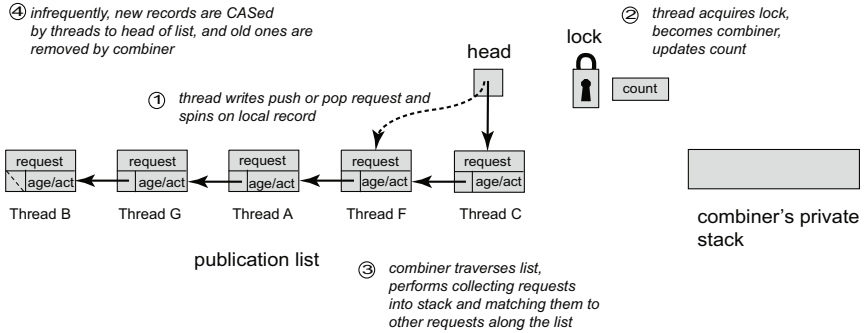 ④ infrequently, new records are CASed
by threads to head of list, and old ones are
removed by combiner
② thread acquires lock,
becomes combiner,
updates count
lock
head
count
① thread writes push or pop request and
spins on local record
request request request request request
age/act age/act age/act age/act age/act
Thread B Thread G Thread A Thread F Thread C
combiner's private
stack
publication list
③ combiner traverses list,
performs collecting requests
into stack and matching them to
other requests along the list